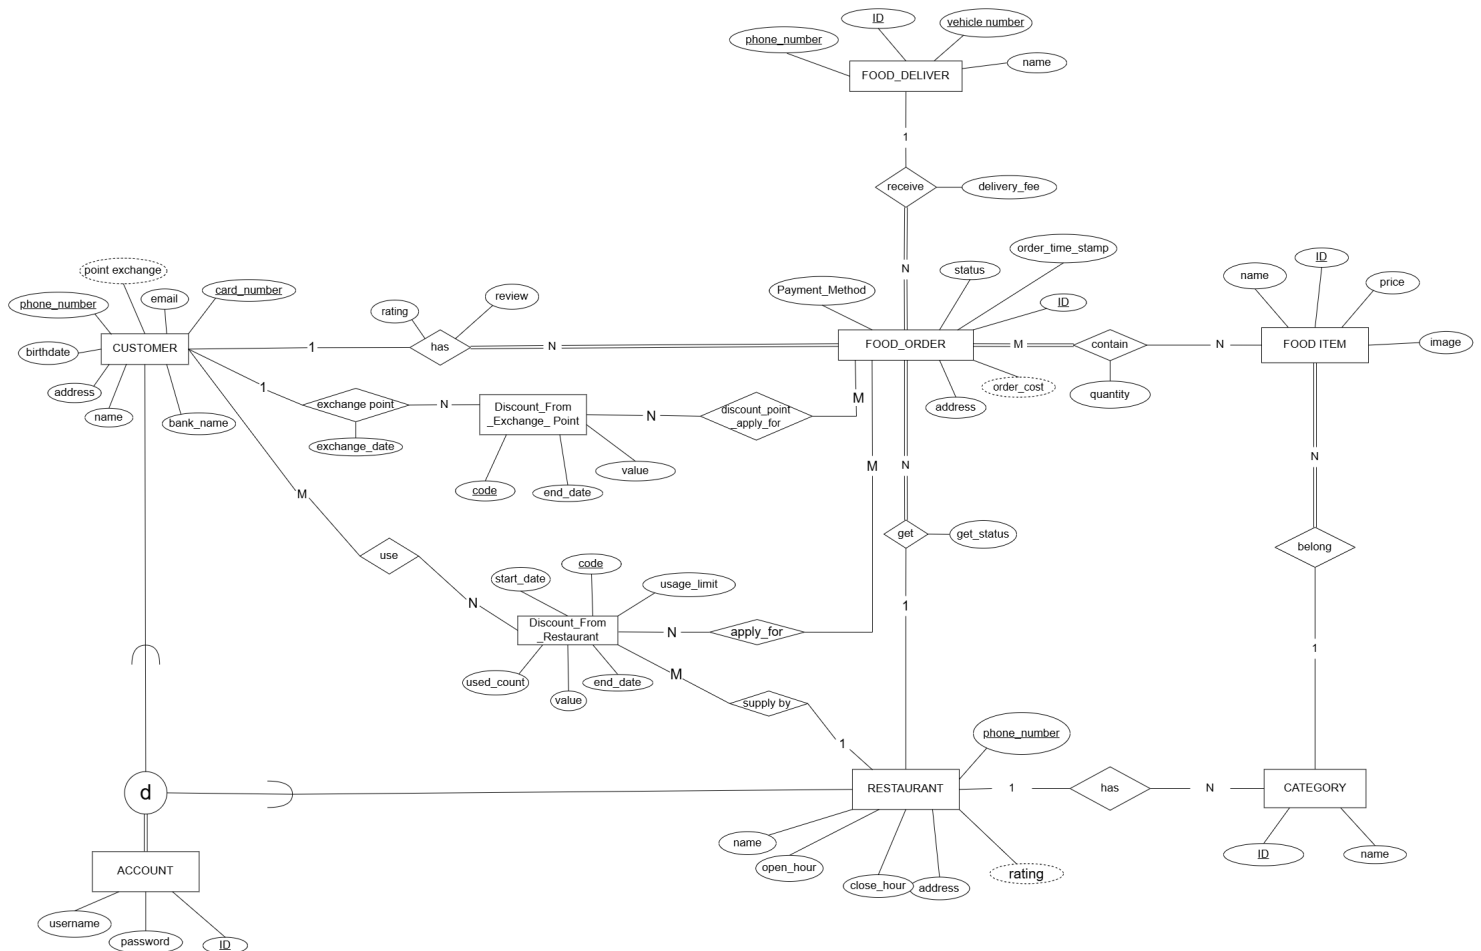 ID
vehicle number
phone_number
name
FOOD_DELIVER
1
receive
delivery_fee
N
order_time_stamp
status
Payment_Method
ID
point exchange
card_number
email
phone_number
birthdate
CUSTOMER
address
name
bank_name
1
rating
review
has
N
FOOD_ORDER
order_cost
address
M
contain
quantity
N
name
ID
price
FOOD ITEM
image
1
exchange point
exchange_date
N
Discount_From
_Exchange_ Point
code
end_date
value
N
discount_point
_apply_for
M
M
N
get
get_status
1
N
belong
1
M
use
N
start_date
code
usage_limit
Discount_From
_Restaurant
used_count
value
end_date
N
apply_for
M
supply by
1
phone_number
RESTAURANT
name
open_hour
close_hour
address
rating
1
has
N
CATEGORY
ID
name
d
ACCOUNT
username
password
ID